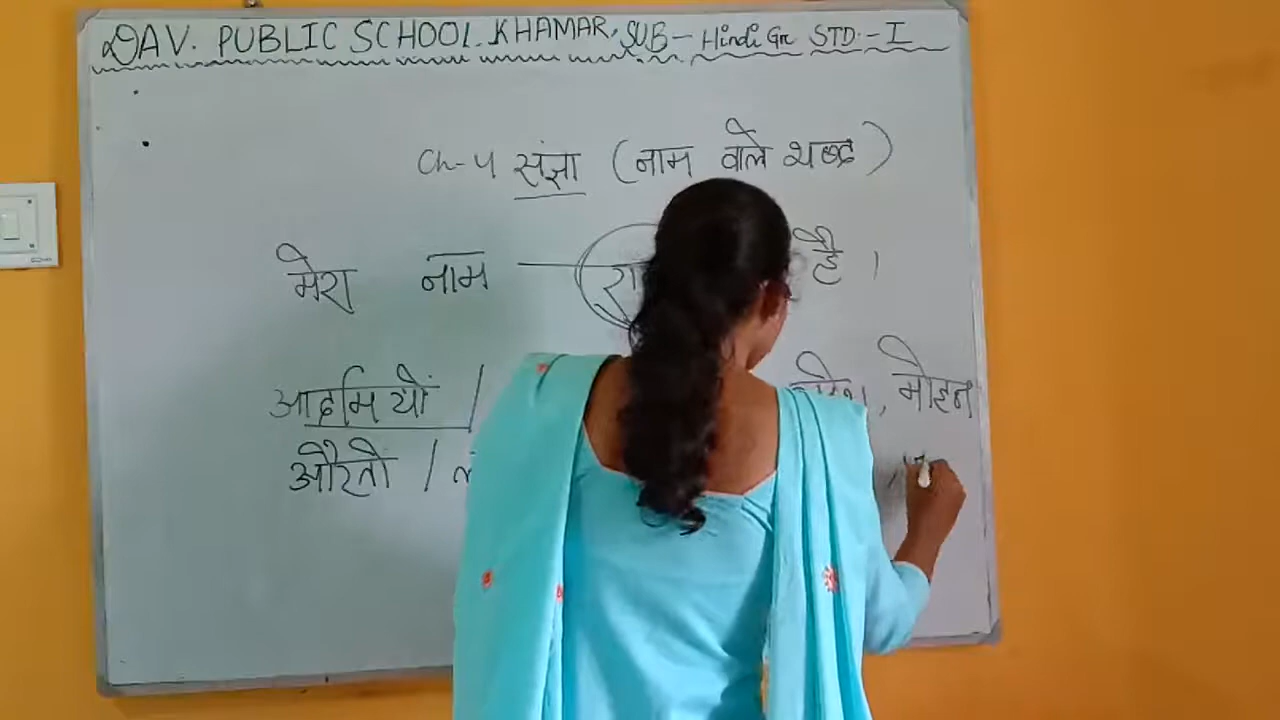 DAV. PUBLIC SCHOOL. KHAMAR, SUB - Hindi Gr STD - I
Ch-4 संज्ञा (नाम वाले शब्द)
मेरा नाम रा है ।
आदमियों / , मोहन
औरतो /